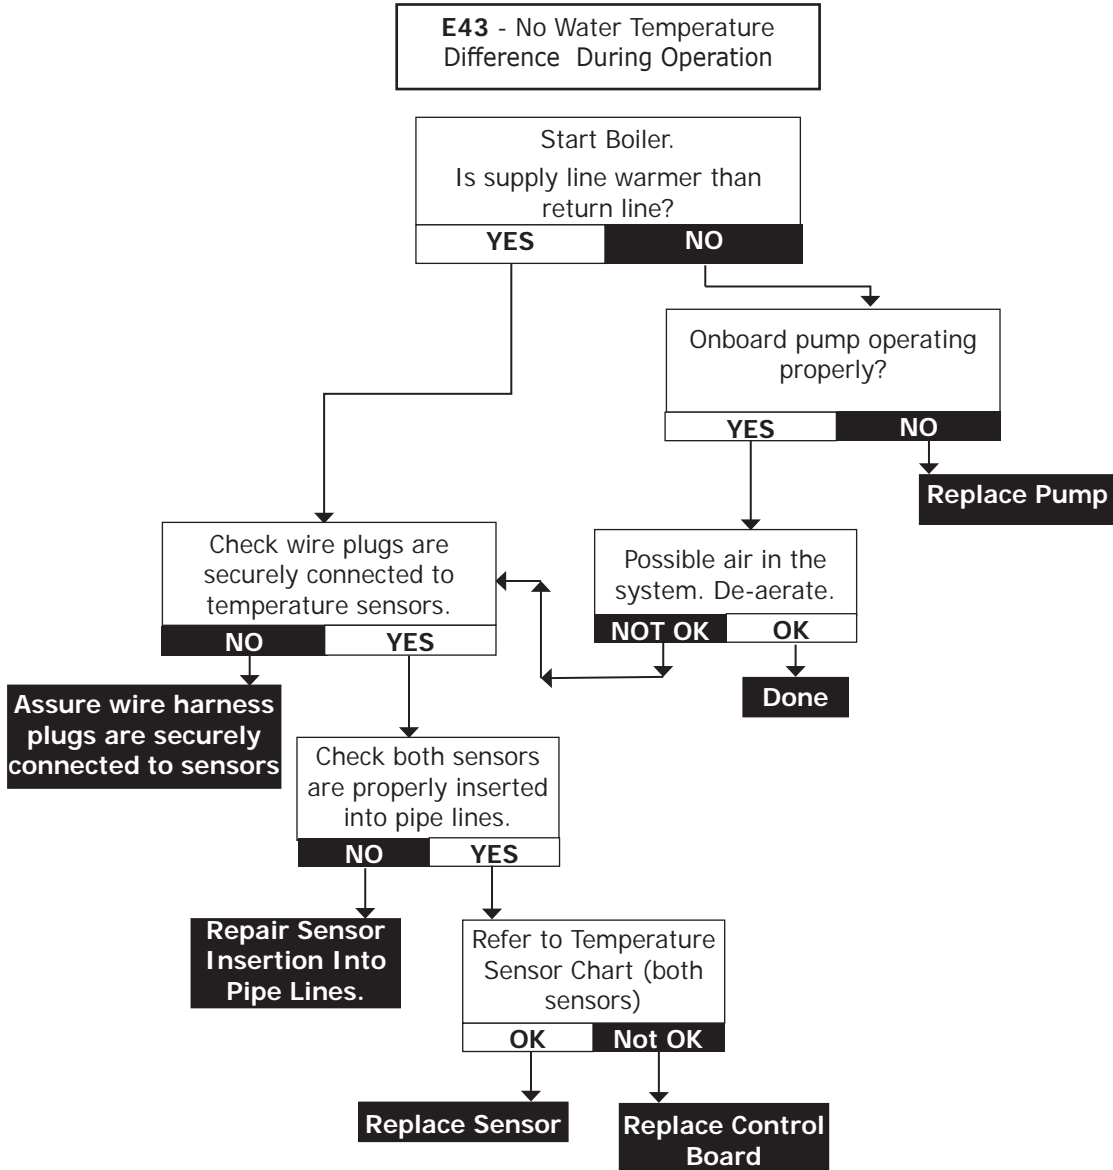 E43 - No Water Temperature
Difference During Operation
Start Boiler.
Is supply line warmer than
return line?
YES
NO
Onboard pump operating
properly?
YES
NO
Replace Pump
Check wire plugs are
securely connected to
temperature sensors.
NO
YES
Possible air in the
system. De-aerate.
NOT OK
OK
Done
Assure wire harness
plugs are securely
connected to sensors
Check both sensors
are properly inserted
into pipe lines.
NO
YES
Repair Sensor
Insertion Into
Pipe Lines.
Refer to Temperature
Sensor Chart (both
sensors)
OK
Not OK
Replace Sensor
Replace Control
Board